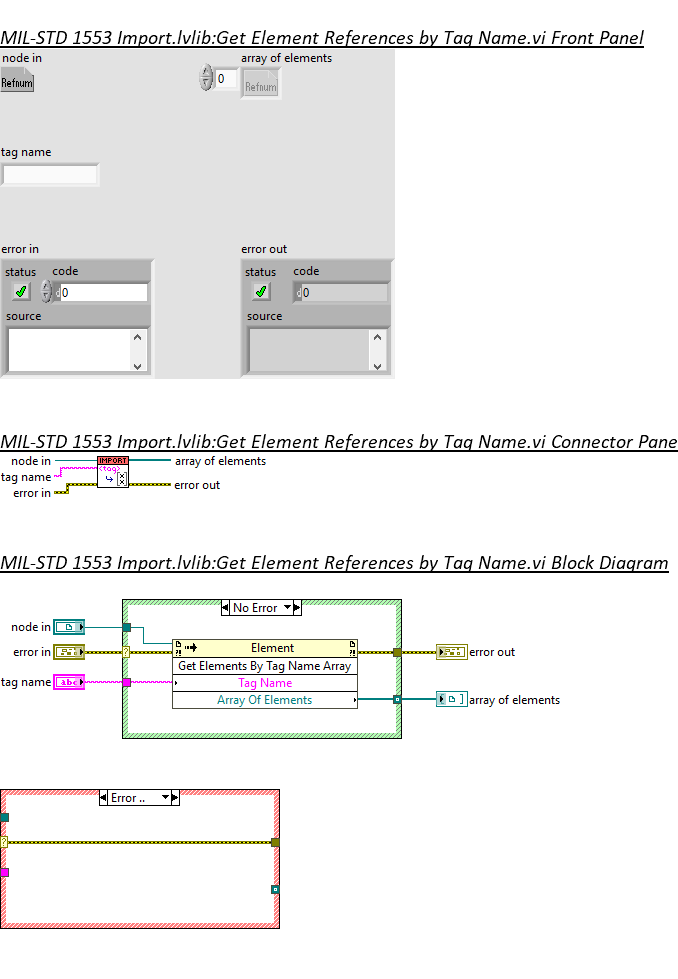 MIL-STD 1553 Import.lvlib:Get Element References by Tag Name.vi Front Panel
node in
array of elements
Refnum
0
Refnum
tag name
error in
error out
status code
status code
d0
d0
source
source
MIL-STD 1553 Import.lvlib:Get Element References by Tag Name.vi Connector Pane
node in
IMPORT
array of elements
tag name
<tag>
error in
error out
MIL-STD 1553 Import.lvlib:Get Element References by Tag Name.vi Block Diagram
No Error
node in
Element
error in
?
?!
?!
error out
Get Elements By Tag Name Array
tag name
abc
Tag Name
Array Of Elements
array of elements
Error ..
?